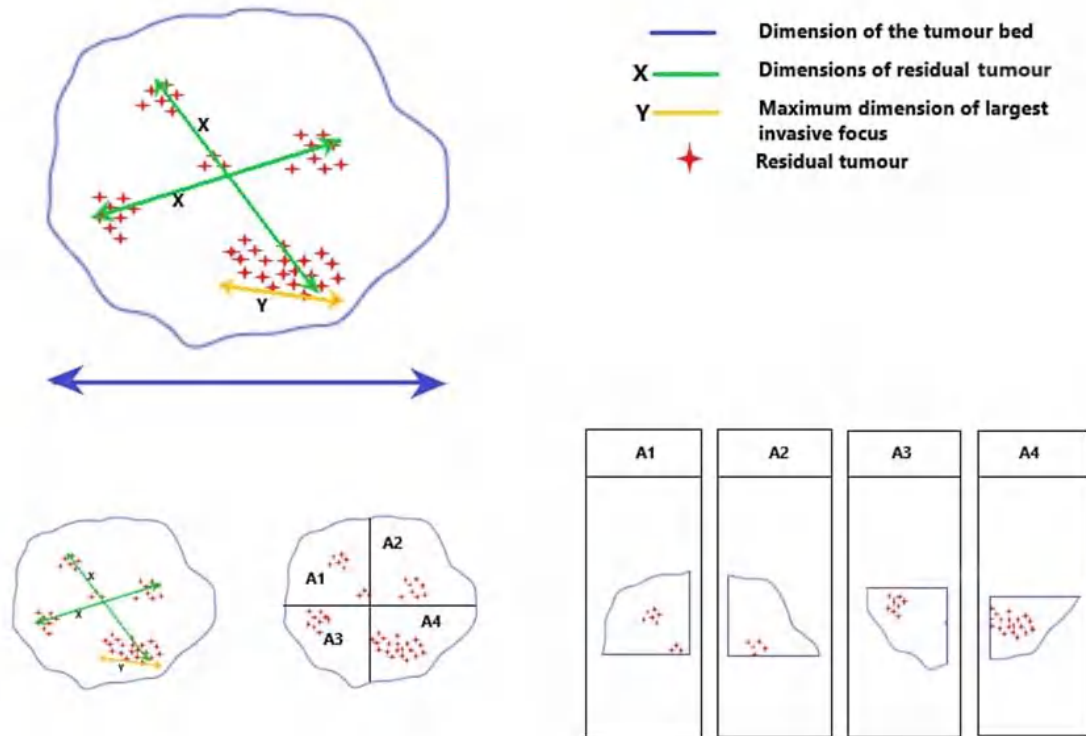 Dimension of the tumour bed
X Dimensions of residual tumour
Y Maximum dimension of largest
invasive focus
Residual tumour
X
X
Y
A1 A2 A3 A4
X
X
Y
A2
A1
A4
A3